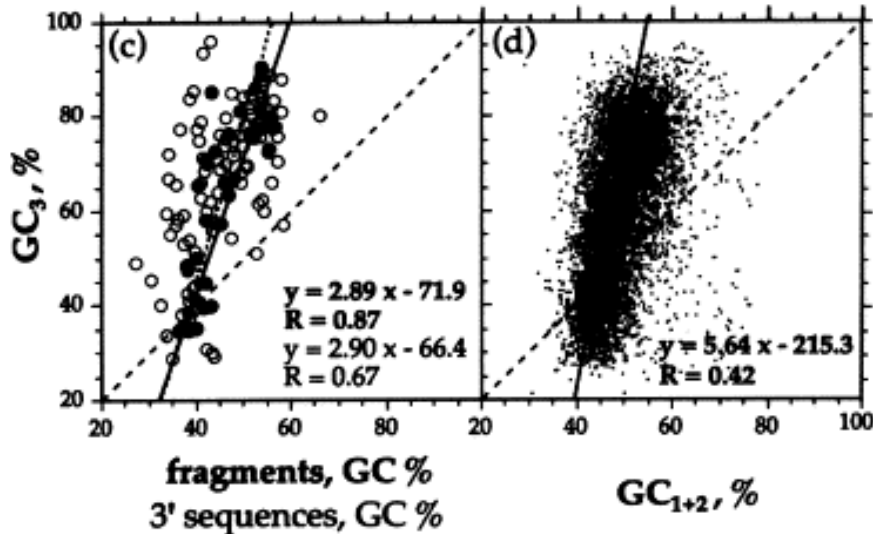 (c)
(d)
100
80
60
40
20
GC3, %
y = 2.89 x - 71.9
R = 0.87
y = 2.90 x - 66.4
R = 0.67
y = 5.64 x - 215.3
R = 0.42
20 40 60 80 20 40 60 80 100
fragments, GC %
3' sequences, GC %
GC1+2, %